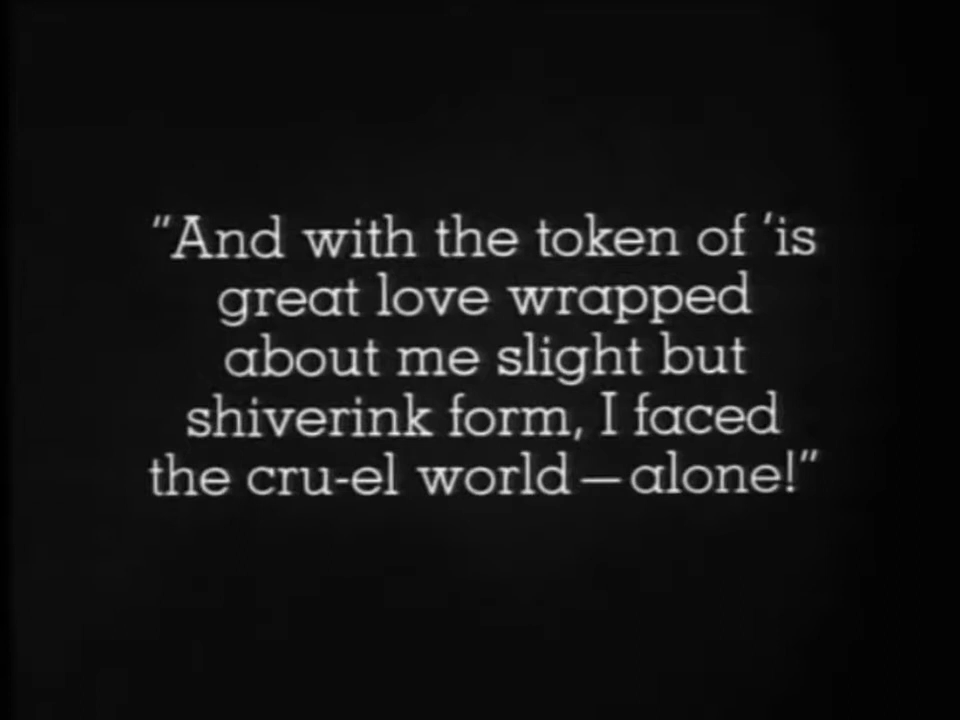 "And with the token of 'is
great love wrapped
about me slight but
shiverink form, I faced
the cru-el world—alone!"